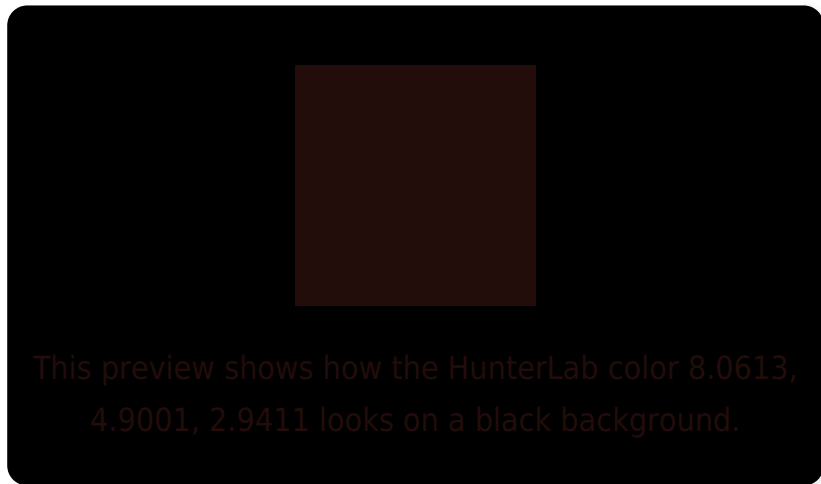 This preview shows how the HunterLab color 8.0613,
4.9001, 2.9411 looks on a black background.